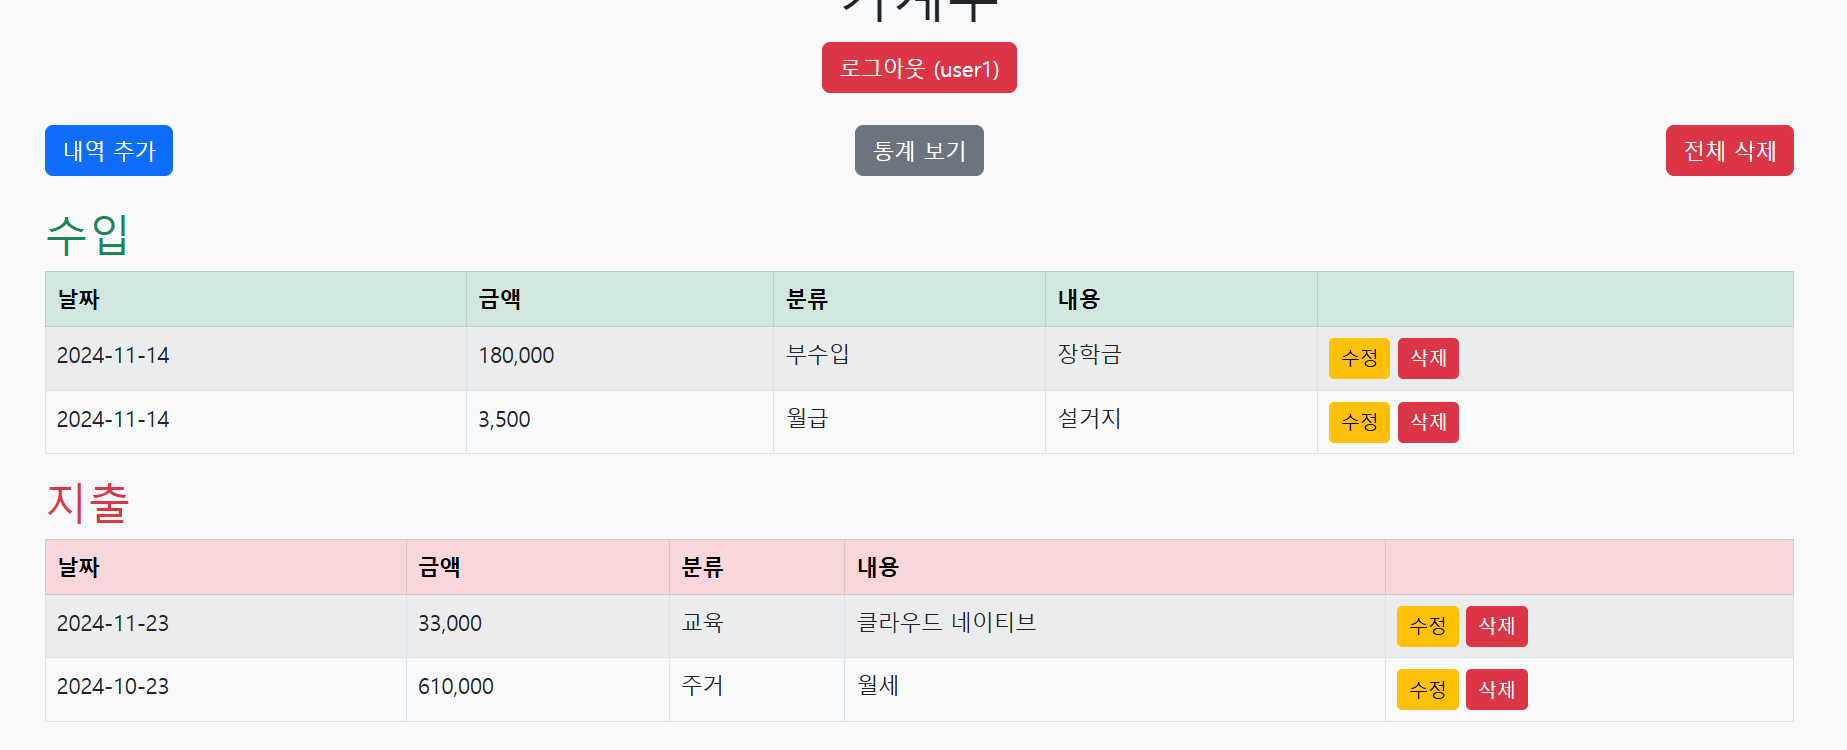 가계부
로그아웃 (user1)
내역 추가 통계 보기 전체 삭제
수입
날짜 금액 분류 내용
2024-11-14 180,000 부수입 장학금 수정 삭제
2024-11-14 3,500 월급 설거지 수정 삭제
지출
날짜 금액 분류 내용
2024-11-23 33,000 교육 클라우드 네이티브 수정 삭제
2024-10-23 610,000 주거 월세 수정 삭제